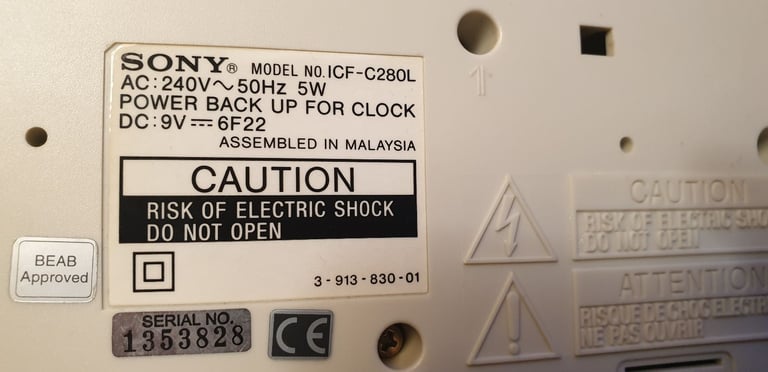 SONY® MODEL NO. ICF-C280L
AC: 240V～50Hz 5W
POWER BACK UP FOR CLOCK
DC: 9V⎓ 6F22
ASSEMBLED IN MALAYSIA
CAUTION
RISK OF ELECTRIC SHOCK
DO NOT OPEN
3-913-830-01
BEAB
Approved
SERIAL NO.
1353828
CE
CAUTION
RISK OF ELECTRIC SHO
DO NOT OPEN
ATTENTION
RISQUE DE CHOC ELECTRI
NE PAS OUVRIR